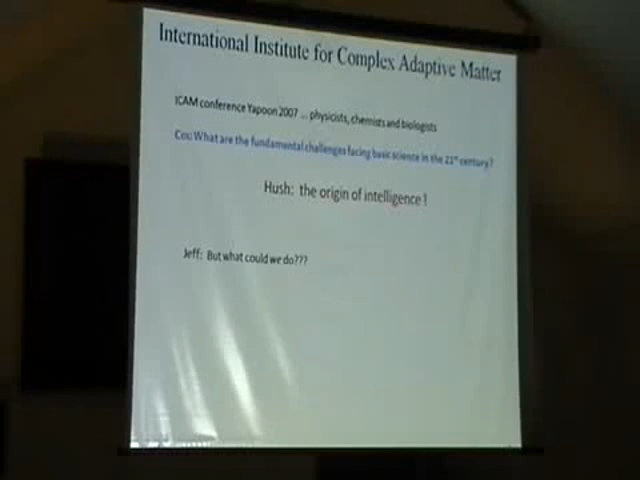 International Institute for Complex Adaptive Matter
ICAM conference Yapoon 2007 ... physicists, chemists and biologists
Cox: What are the fundamental challenges facing basic science in the 21st century?
Hush: the origin of intelligence!
Jeff: But what could we do???